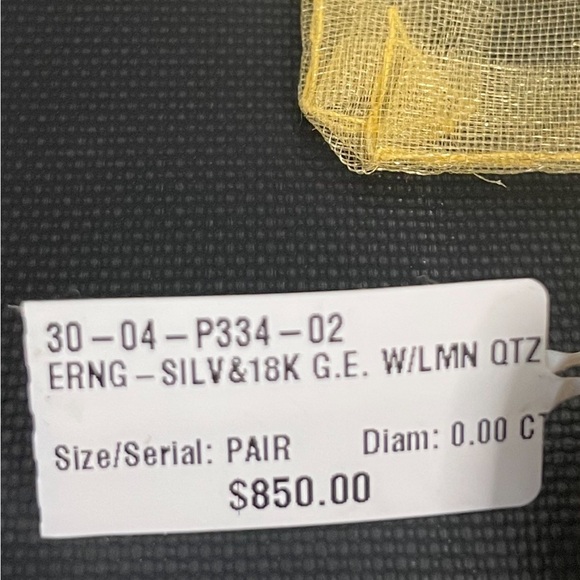 30-04-P334-02
ERNG-SILV&18K G.E. W/LMN QTZ
Size/Serial: PAIR Diam: 0.00 CT
$850.00